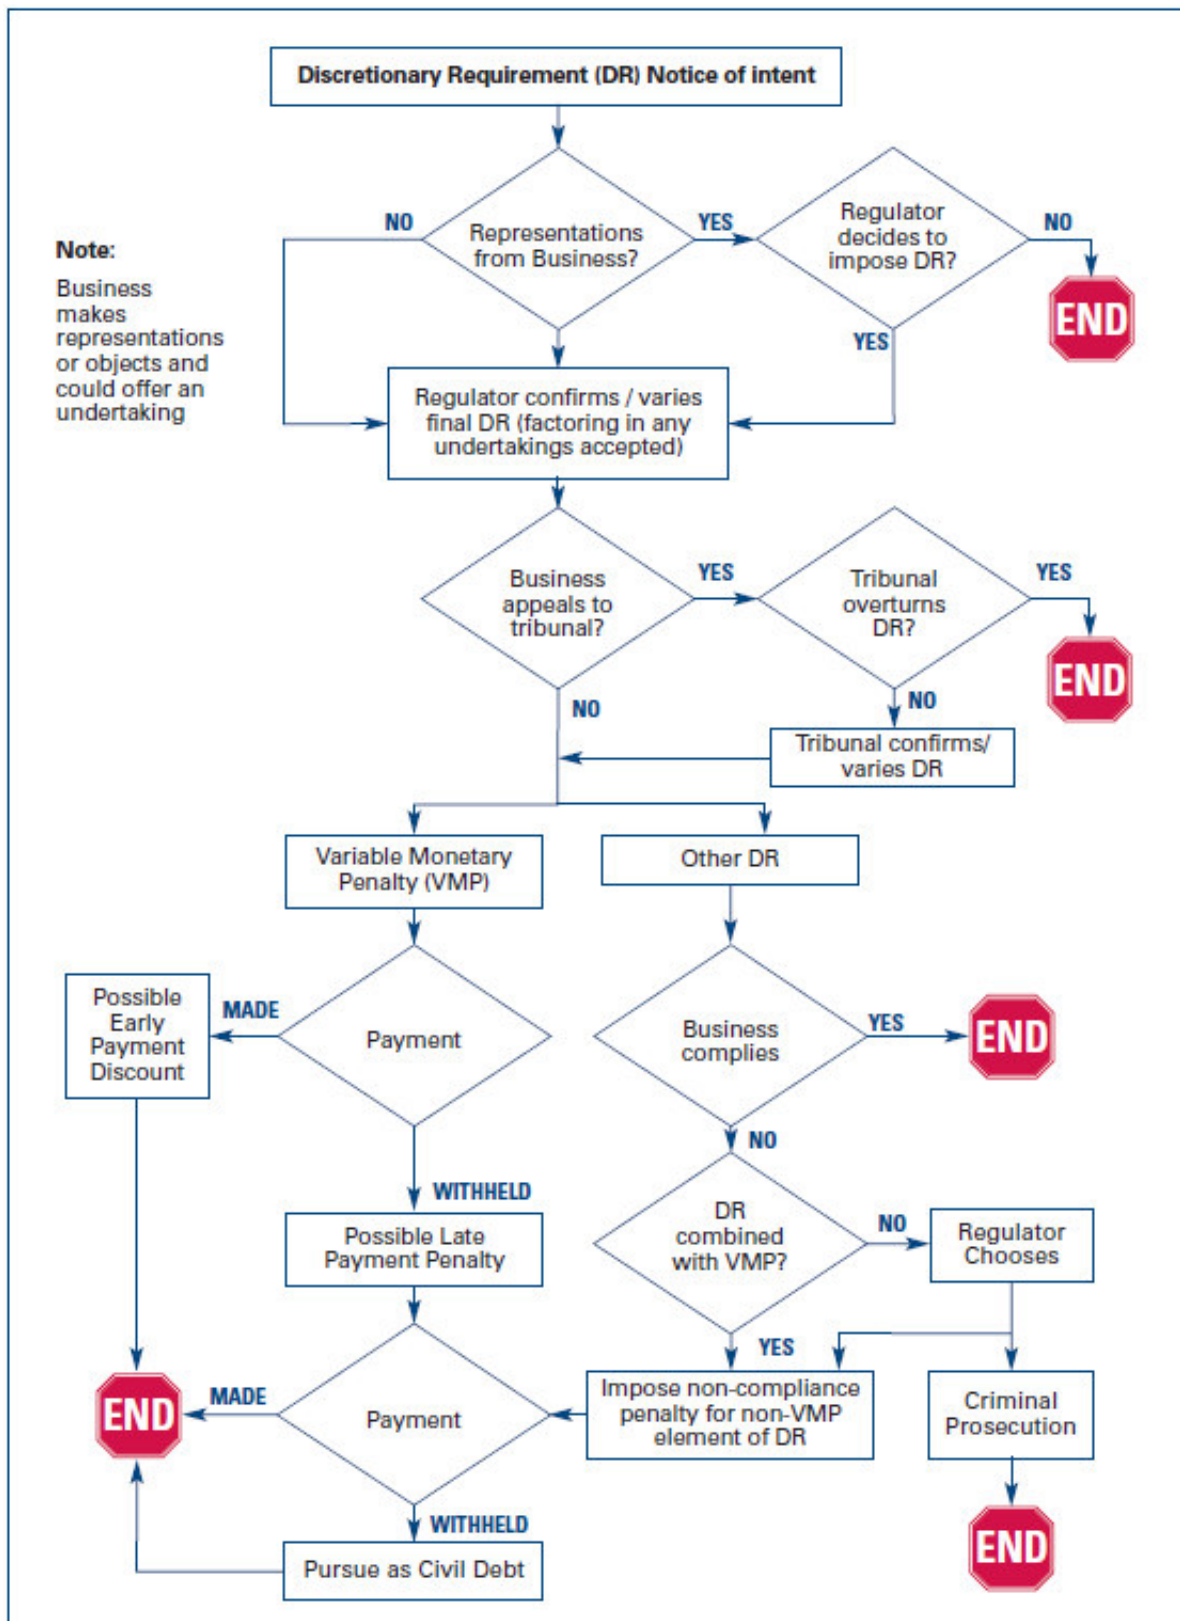 Discretionary Requirement (DR) Notice of intent
Note:
Business
makes
representations
or objects and
could offer an
undertaking
NO
Representations
from Business?
YES
Regulator
decides to
impose DR?
NO
END
YES
Regulator confirms / varies
final DR (factoring in any
undertakings accepted)
Business
appeals to
tribunal?
YES
Tribunal
overturns
DR?
YES
END
NO
NO
Tribunal confirms/
varies DR
Variable Monetary
Penalty (VMP)
Other DR
Possible
Early
Payment
Discount
MADE
Payment
Business
complies
YES
END
NO
WITHHELD
Possible Late
Payment Penalty
DR
combined
with VMP?
NO
Regulator
Chooses
YES
END
MADE
Payment
Impose non-compliance
penalty for non-VMP
element of DR
Criminal
Prosecution
WITHHELD
Pursue as Civil Debt
END